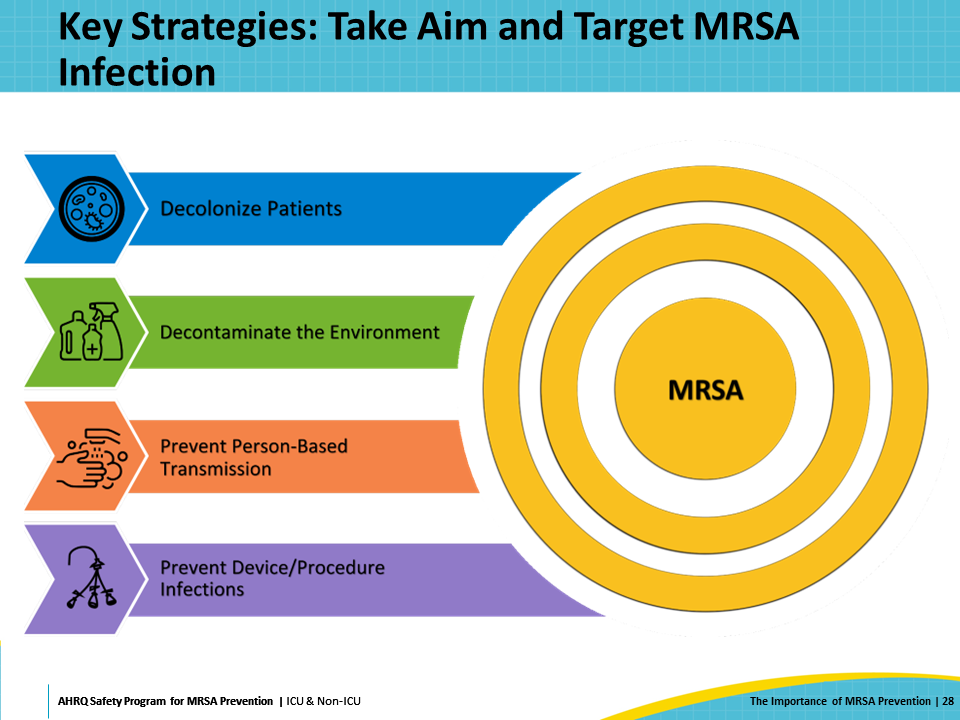 Key Strategies: Take Aim and Target MRSA
Infection
Decolonize Patients
Decontaminate the Environment
Prevent Person-Based
Transmission
Prevent Device/Procedure
Infections
MRSA
AHRQ Safety Program for MRSA Prevention | ICU & Non-ICU
The Importance of MRSA Prevention | 28